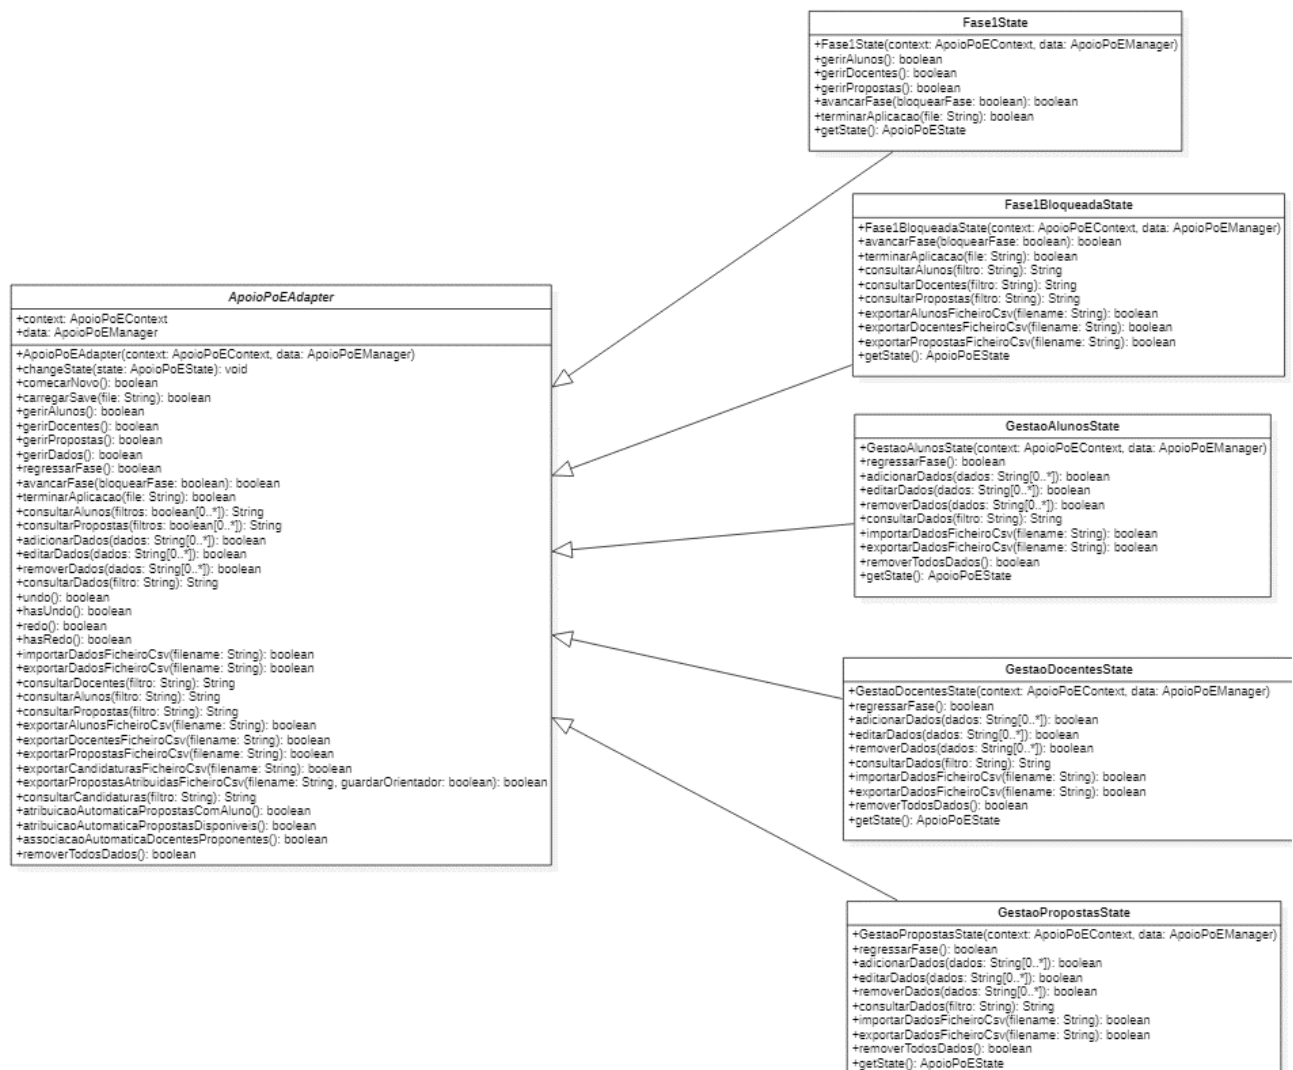 Fase1State
+Fase1State(context: ApoioPoEContext, data: ApoioPoEManager)
+gerirAlunos(): boolean
+gerirDocentes(): boolean
+gerirPropostas(): boolean
+avancarFase(bloquearFase: boolean): boolean
+terminarAplicacao(file: String): boolean
+getState(): ApoioPoEState
Fase1BloqueadaState
+Fase1BloqueadaState(context: ApoioPoEContext, data: ApoioPoEManager)
+avancarFase(bloquearFase: boolean): boolean
+terminarAplicacao(file: String): boolean
+consultarAlunos(filtro: String): String
+consultarDocentes(filtro: String): String
+consultarPropostas(filtro: String): String
+exportarAlunosFicheiroCsv(filename: String): boolean
+exportarDocentesFicheiroCsv(filename: String): boolean
+exportarPropostasFicheiroCsv(filename: String): boolean
+getState(): ApoioPoEState
ApoioPoEAdapter
+context: ApoioPoEContext
+data: ApoioPoEManager
+ApoioPoEAdapter(context: ApoioPoEContext, data: ApoioPoEManager)
+changeState(state: ApoioPoEState): void
+comecarNovo(): boolean
+carregarSave(file: String): boolean
+gerirAlunos(): boolean
+gerirDocentes(): boolean
+gerirPropostas(): boolean
+gerirDados(): boolean
+regressarFase(): boolean
+avancarFase(bloquearFase: boolean): boolean
+terminarAplicacao(file: String): boolean
+consultarAlunos(filtros: boolean[0..*]): String
+consultarPropostas(filtros: boolean[0..*]): String
+adicionarDados(dados: String[0..*]): boolean
+editarDados(dados: String[0..*]): boolean
+removerDados(dados: String[0..*]): boolean
+consultarDados(filtro: String): String
+undo(): boolean
+hasUndo(): boolean
+redo(): boolean
+hasRedo(): boolean
+importarDadosFicheiroCsv(filename: String): boolean
+exportarDadosFicheiroCsv(filename: String): boolean
+consultarDocentes(filtro: String): String
+consultarAlunos(filtro: String): String
+consultarPropostas(filtro: String): String
+exportarAlunosFicheiroCsv(filename: String): boolean
+exportarDocentesFicheiroCsv(filename: String): boolean
+exportarPropostasFicheiroCsv(filename: String): boolean
+exportarCandidaturasFicheiroCsv(filename: String): boolean
+exportarPropostasAtribuidasFicheiroCsv(filename: String, guardarOrientador: boolean): boolean
+consultarCandidaturas(filtro: String): String
+atribuicaoAutomaticaPropostasComAluno(): boolean
+atribuicaoAutomaticaPropostasDisponiveis(): boolean
+associacaoAutomaticaDocentesProponentes(): boolean
+removerTodosDados(): boolean
GestaoAlunosState
+GestaoAlunosState(context: ApoioPoEContext, data: ApoioPoEManager)
+regressarFase(): boolean
+adicionarDados(dados: String[0..*]): boolean
+editarDados(dados: String[0..*]): boolean
+removerDados(dados: String[0..*]): boolean
+consultarDados(filtro: String): String
+importarDadosFicheiroCsv(filename: String): boolean
+exportarDadosFicheiroCsv(filename: String): boolean
+removerTodosDados(): boolean
+getState(): ApoioPoEState
GestaoDocentesState
+GestaoDocentesState(context: ApoioPoEContext, data: ApoioPoEManager)
+regressarFase(): boolean
+adicionarDados(dados: String[0..*]): boolean
+editarDados(dados: String[0..*]): boolean
+removerDados(dados: String[0..*]): boolean
+consultarDados(filtro: String): String
+importarDadosFicheiroCsv(filename: String): boolean
+exportarDadosFicheiroCsv(filename: String): boolean
+removerTodosDados(): boolean
+getState(): ApoioPoEState
GestaoPropostasState
+GestaoPropostasState(context: ApoioPoEContext, data: ApoioPoEManager)
+regressarFase(): boolean
+adicionarDados(dados: String[0..*]): boolean
+editarDados(dados: String[0..*]): boolean
+removerDados(dados: String[0..*]): boolean
+consultarDados(filtro: String): String
+importarDadosFicheiroCsv(filename: String): boolean
+exportarDadosFicheiroCsv(filename: String): boolean
+removerTodosDados(): boolean
+getState(): ApoioPoEState